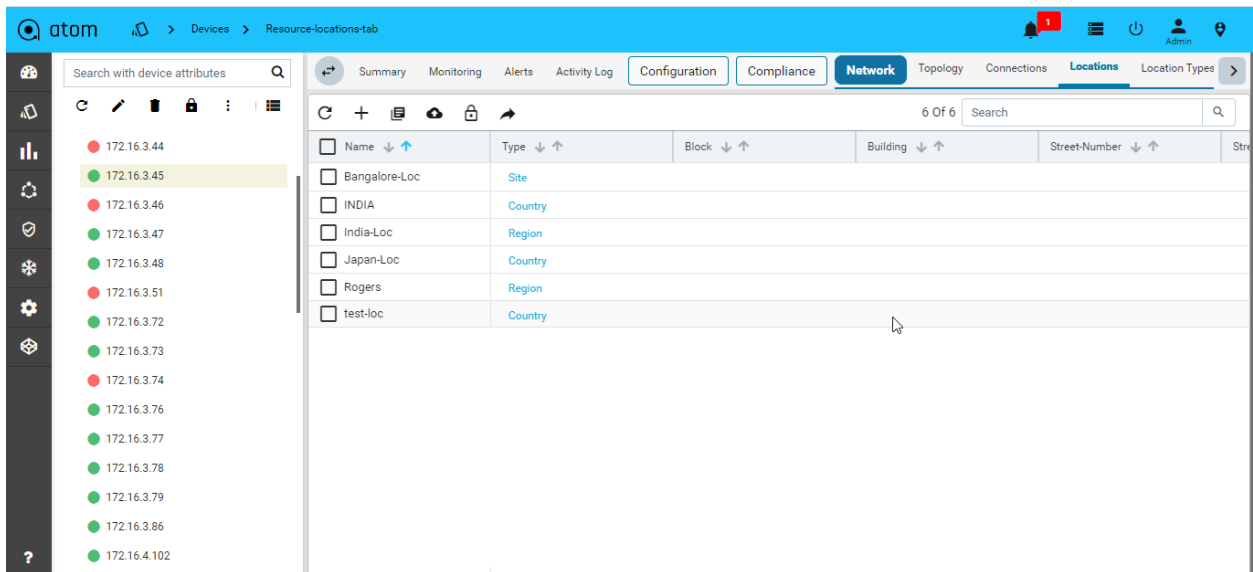 atom > Devices > Resource-locations-tab 1 Admin
Search with device attributes
Summary Monitoring Alerts Activity Log Configuration Compliance Network Topology Connections Locations Location Types >
6 Of 6 Search
Name Type Block Building Street-Number Stre
Bangalore-Loc Site
INDIA Country
India-Loc Region
Japan-Loc Country
Rogers Region
test-loc Country
172.16.3.44
172.16.3.45
172.16.3.46
172.16.3.47
172.16.3.48
172.16.3.51
172.16.3.72
172.16.3.73
172.16.3.74
172.16.3.76
172.16.3.77
172.16.3.78
172.16.3.79
172.16.3.86
172.16.4.102
?